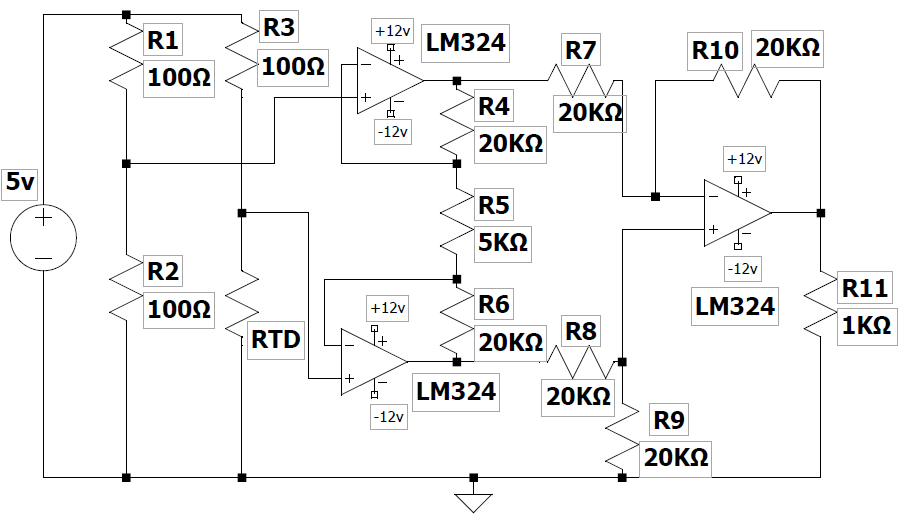 R1
100Ω
R3
100Ω
+12v
LM324
+
−
+
−
-12v
R4
20KΩ
R7
20KΩ
R10
20KΩ
5v
+
−
R5
5KΩ
+12v
+
−
+
−
-12v
LM324
R2
100Ω
RTD
R6
20KΩ
+12v
+
−
+
−
-12v
LM324
R8
20KΩ
R11
1KΩ
R9
20KΩ